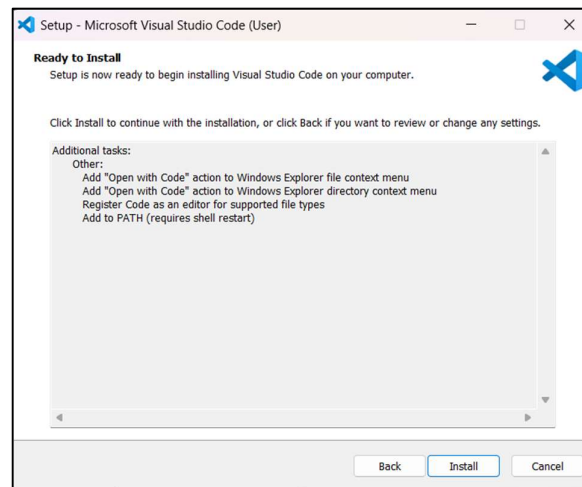 Setup - Microsoft Visual Studio Code (User)
Ready to Install
Setup is now ready to begin installing Visual Studio Code on your computer.
Click Install to continue with the installation, or click Back if you want to review or change any settings.
Additional tasks:
Other:
Add "Open with Code" action to Windows Explorer file context menu
Add "Open with Code" action to Windows Explorer directory context menu
Register Code as an editor for supported file types
Add to PATH (requires shell restart)
Back Install Cancel